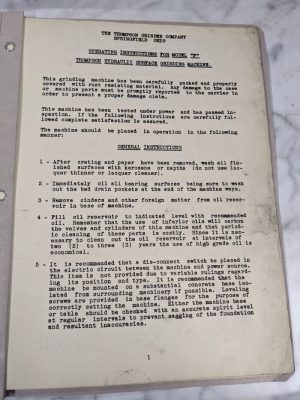 THE THOMPSON GRINDER COMPANY
SPRINGFIELD OHIO
OPERATING INSTRUCTIONS FOR MODEL "F"
THOMPSON HYDRAULIC SURFACE GRINDING MACHINE.
This grinding machine has been carefully packed and properly
covered with rust resisting material. Any damage to the case
or machine parts must be promptly reported to the carrier in
order to present a proper damage claim.
This machine has been tested under power and has passed in-
spection. If the following instructions are carefully fol-
lowed complete satisfaction is assured.
The machine should be placed in operation in the following
manner:
GENERAL INSTRUCTIONS
1 - After crating and paper have been removed, wash all fin-
ished surfaces with kerosene or naptha (do not use lac-
quer thinner or lacquer cleaner).
2 - Immediately oil all bearing surfaces being sure to wash
out the bed drain pockets at the end of the machine ways.
3 - Remove cinders and other foreign matter from oil reser-
voir in base of machine.
4 - Fill oil reservoir to indicated level with recommended
oil. Remember that the use of inferior oils will carbon
the valves and cylinders of this machine and that period-
ic cleaning of these parts is costly. Since it is nec-
essary to clean out the oil reservoir at intervals of
two (2) to three (3) years the use of high grade oil is
economical.
5 - It is recommended that a dis-connect switch be placed in
the electric circuit between the machine and power source.
This item is not provided due to variable rulings regard-
ing its position and type. It is recommended that the
machine be mounted on a substantial concrete base iso-
lated from surrounding machinery if possible. Leveling
screws are provided in base flanges for the purpose of
correctly setting the machine. Either the machine base
or table should be checked with an accurate spirit level
at regular intervals to prevent sagging of the foundation
and resultant inaccuracies.
1